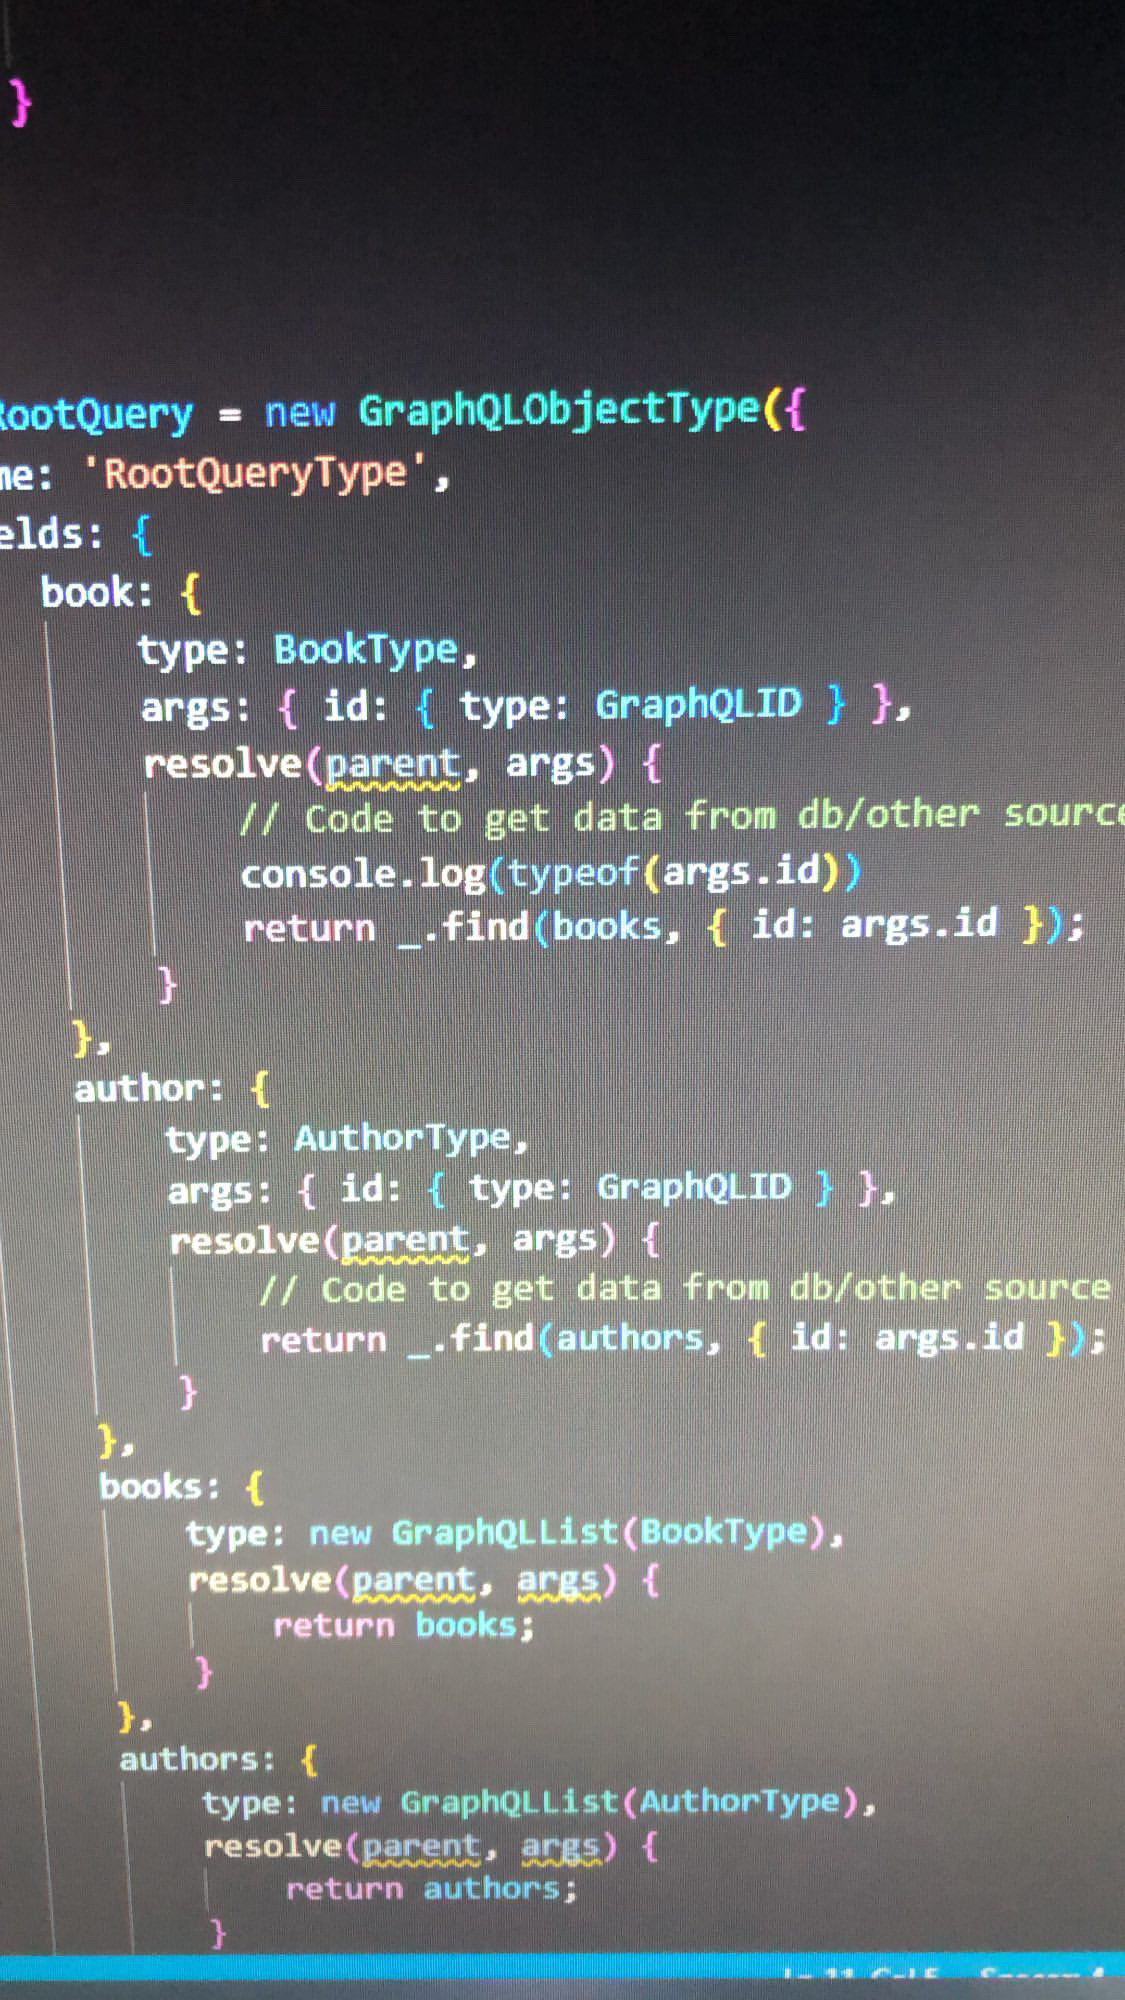 }
RootQuery = new GraphQLObjectType({
me: 'RootQueryType',
elds: {
book: {
type: BookType,
args: { id: { type: GraphQLID } },
resolve(parent, args) {
// Code to get data from db/other source
console.log(typeof(args.id))
return _.find(books, { id: args.id });
}
},
author: {
type: AuthorType,
args: { id: { type: GraphQLID } },
resolve(parent, args) {
// Code to get data from db/other source
return _.find(authors, { id: args.id });
}
},
books: {
type: new GraphQLList(BookType),
resolve(parent, args) {
return books;
}
},
authors: {
type: new GraphQLList(AuthorType),
resolve(parent, args) {
return authors;
}